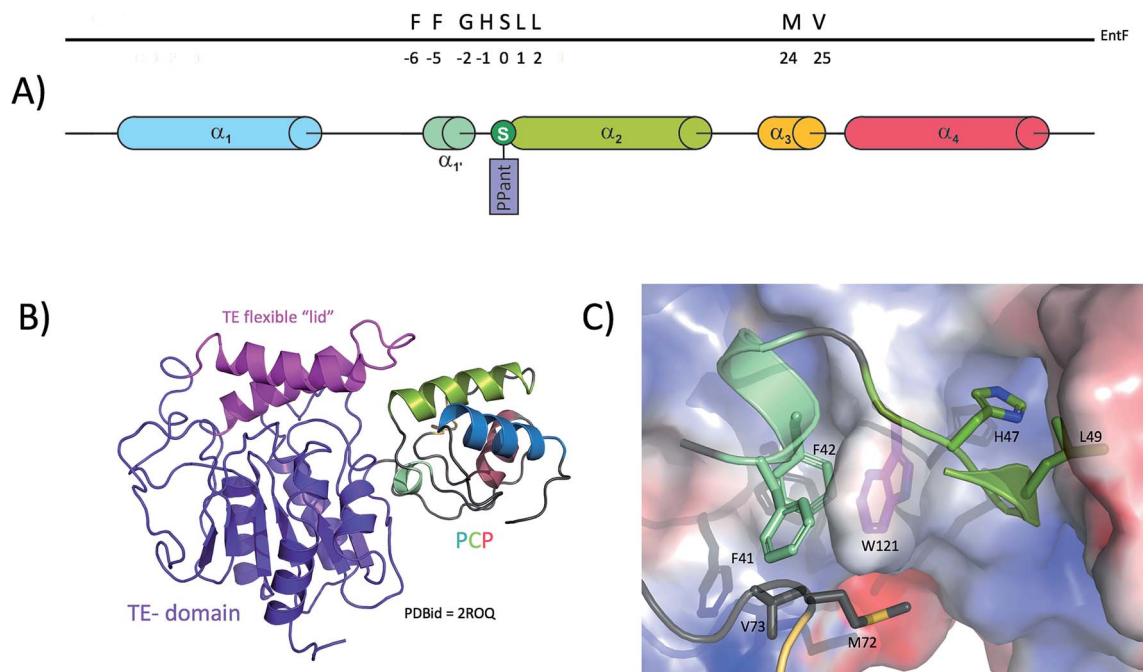 F F G H S L L M V
EntF
-6 -5 -2 -1 0 1 2 24 25
A)
α1 α1' S α2 α3 α4
PPant
B)
TE flexible "lid"
PCP
TE- domain
PDBid = 2ROQ
C)
H47
L49
F42
F41
W121
V73
M72